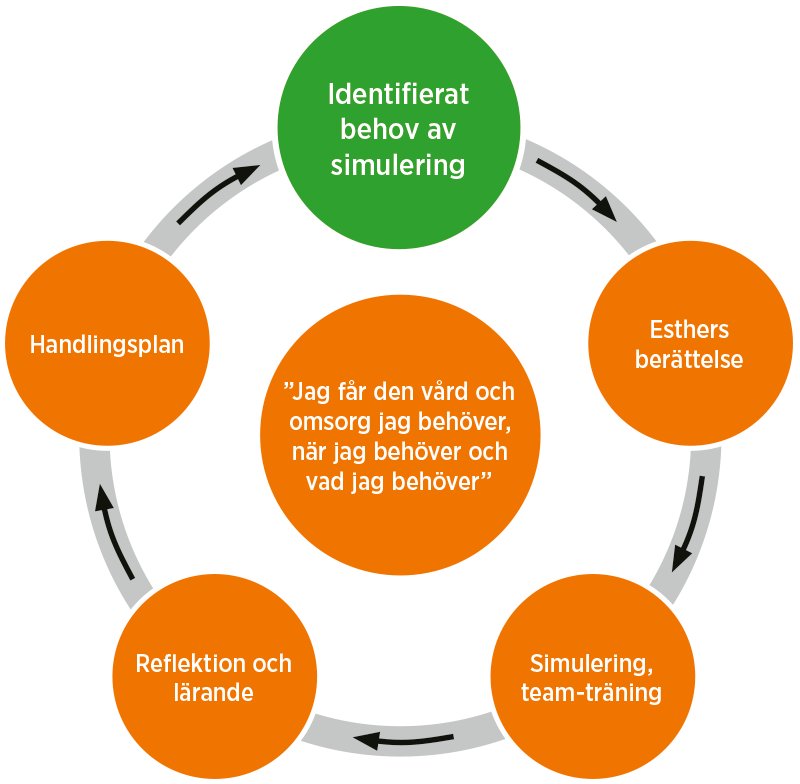 Identifierat
behov av
simulering
Esthers
berättelse
Simulering,
team-träning
Reflektion och
lärande
Handlingsplan
”Jag får den vård och
omsorg jag behöver,
när jag behöver och
vad jag behöver”